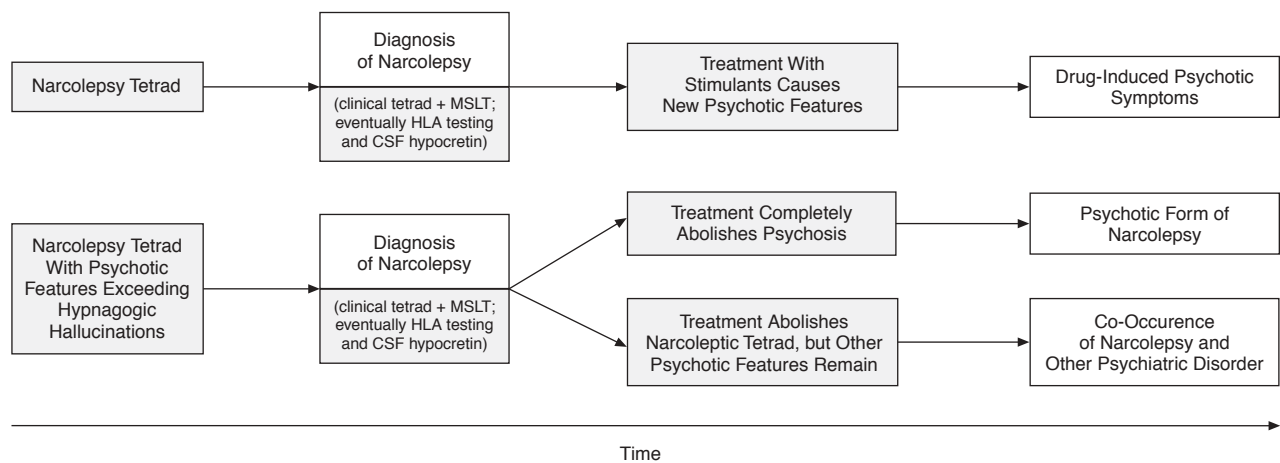 Narcolepsy Tetrad
Diagnosis
of Narcolepsy
(clinical tetrad + MSLT;
eventually HLA testing
and CSF hypocretin)
Treatment With
Stimulants Causes
New Psychotic Features
Drug-Induced Psychotic
Symptoms
Narcolepsy Tetrad
With Psychotic
Features Exceeding
Hypnagogic
Hallucinations
Diagnosis
of Narcolepsy
(clinical tetrad + MSLT;
eventually HLA testing
and CSF hypocretin)
Treatment Completely
Abolishes Psychosis
Psychotic Form of
Narcolepsy
Treatment Abolishes
Narcoleptic Tetrad, but Other
Psychotic Features Remain
Co-Occurence
of Narcolepsy and
Other Psychiatric Disorder
Time